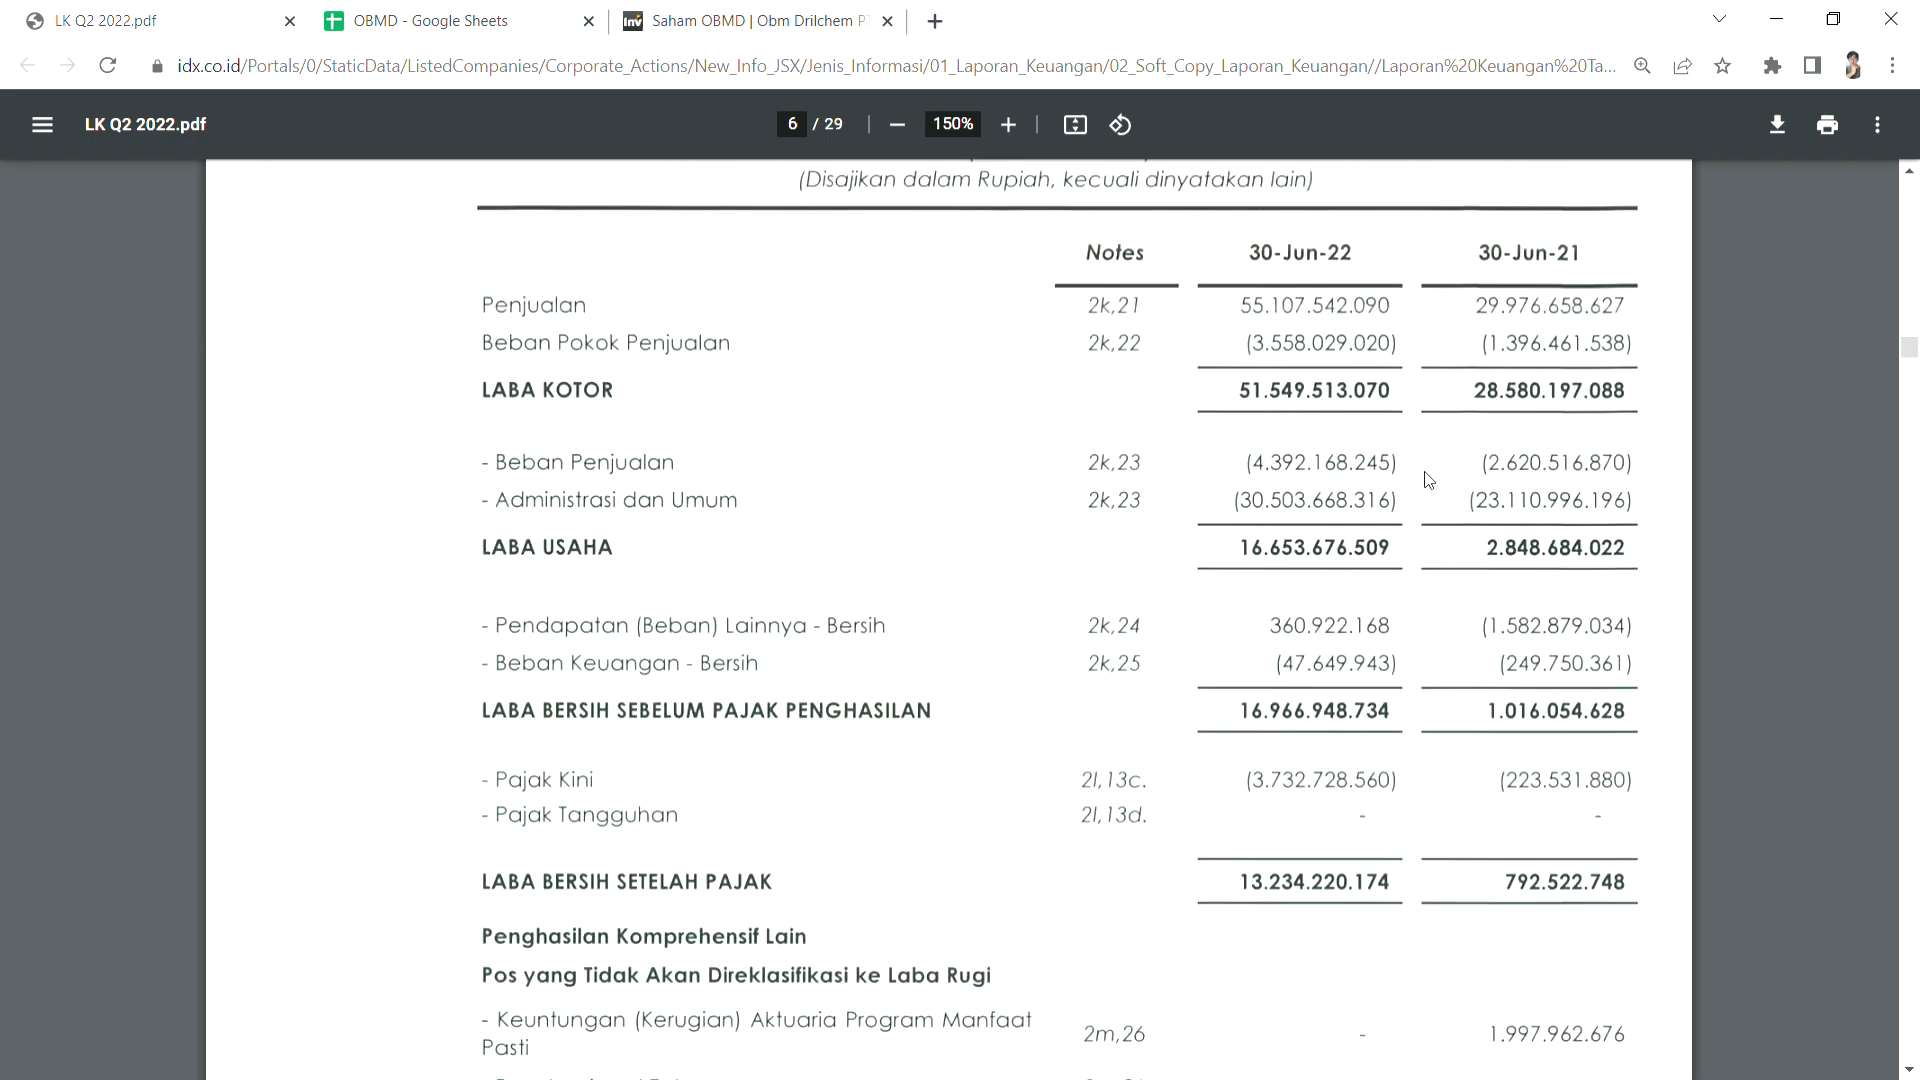 LK Q2 2022.pdf
OBMD - Google Sheets
Inv
Saham OBMD | Obm Drilchem P
idx.co.id/Portals/0/StaticData/ListedCompanies/Corporate_Actions/New_Info_JSX/Jenis_Informasi/01_Laporan_Keuangan/02_Soft_Copy_Laporan_Keuangan//Laporan%20Keuangan%20Ta...
LK Q2 2022.pdf
6 / 29
150%
(Disajikan dalam Rupiah, kecuali dinyatakan lain)
Notes 30-Jun-22 30-Jun-21
Penjualan 2k,21 55.107.542.090 29.976.658.627
Beban Pokok Penjualan 2k,22 (3.558.029.020) (1.396.461.538)
LABA KOTOR 51.549.513.070 28.580.197.088
- Beban Penjualan 2k,23 (4.392.168.245) (2.620.516.870)
- Administrasi dan Umum 2k,23 (30.503.668.316) (23.110.996.196)
LABA USAHA 16.653.676.509 2.848.684.022
- Pendapatan (Beban) Lainnya - Bersih 2k,24 360.922.168 (1.582.879.034)
- Beban Keuangan - Bersih 2k,25 (47.649.943) (249.750.361)
LABA BERSIH SEBELUM PAJAK PENGHASILAN 16.966.948.734 1.016.054.628
- Pajak Kini 2l,13c. (3.732.728.560) (223.531.880)
- Pajak Tangguhan 2l,13d. - -
LABA BERSIH SETELAH PAJAK 13.234.220.174 792.522.748
Penghasilan Komprehensif Lain
Pos yang Tidak Akan Direklasifikasi ke Laba Rugi
- Keuntungan (Kerugian) Aktuaria Program Manfaat
Pasti 2m,26 - 1.997.962.676